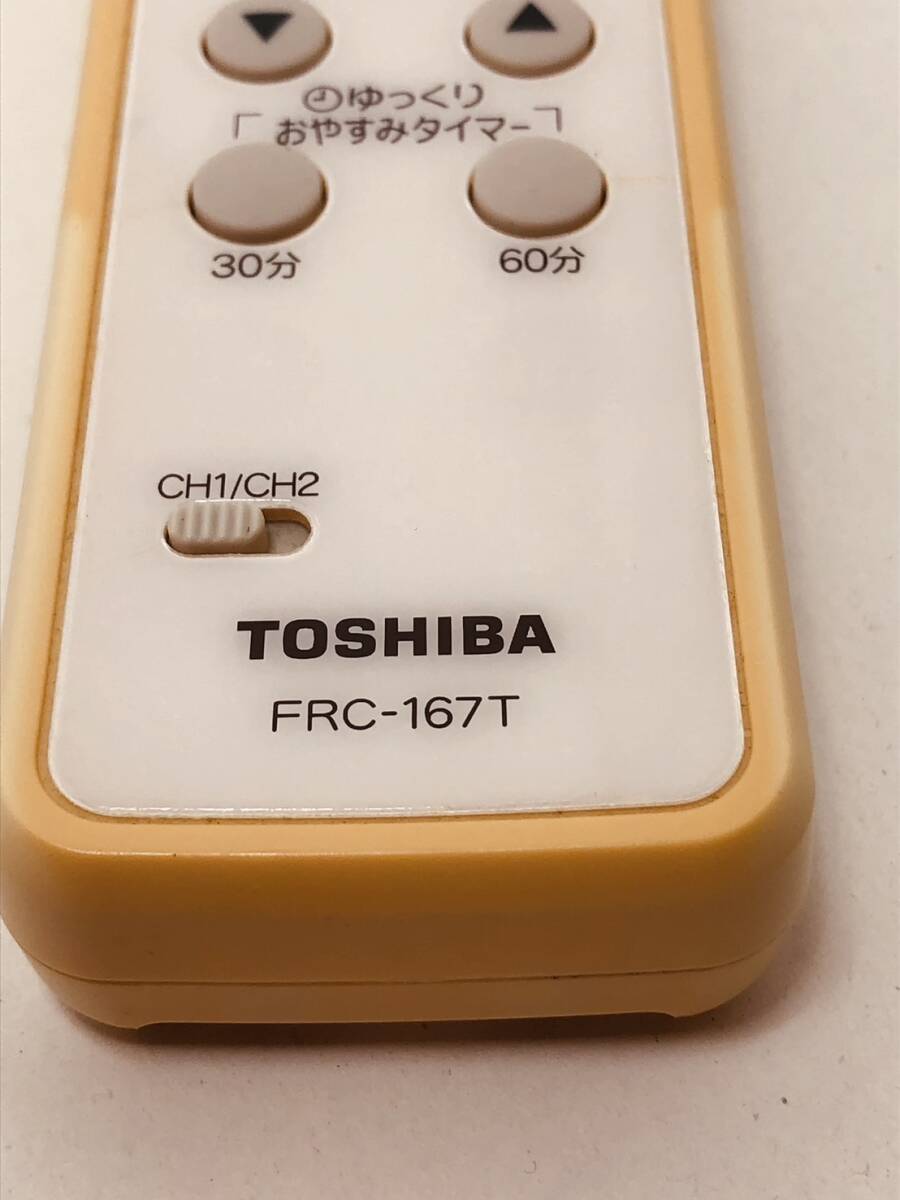 ▼ ▲
ゆっくり
おやすみタイマー
30分 60分
CH1/CH2
TOSHIBA
FRC-167T